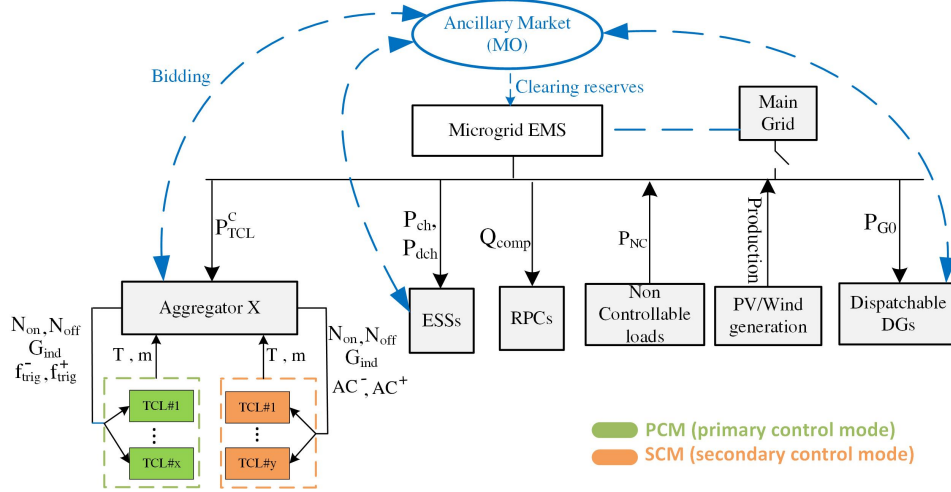 Ancillary Market
(MO)
Bidding
Clearing reserves
Microgrid EMS
Main
Grid
P_TCL^C
P_ch,
P_dch
Q_comp
P_NC
Production
P_G0
Aggregator X
ESSs
RPCs
Non
Controllable
loads
PV/Wind
generation
Dispatchable
DGs
N_on, N_off
G_ind
f_trig^-, f_trig^+
T , m
T , m
N_on, N_off
G_ind
AC^-, AC^+
TCL#1
TCL#x
TCL#1
TCL#y
PCM (primary control mode)
SCM (secondary control mode)